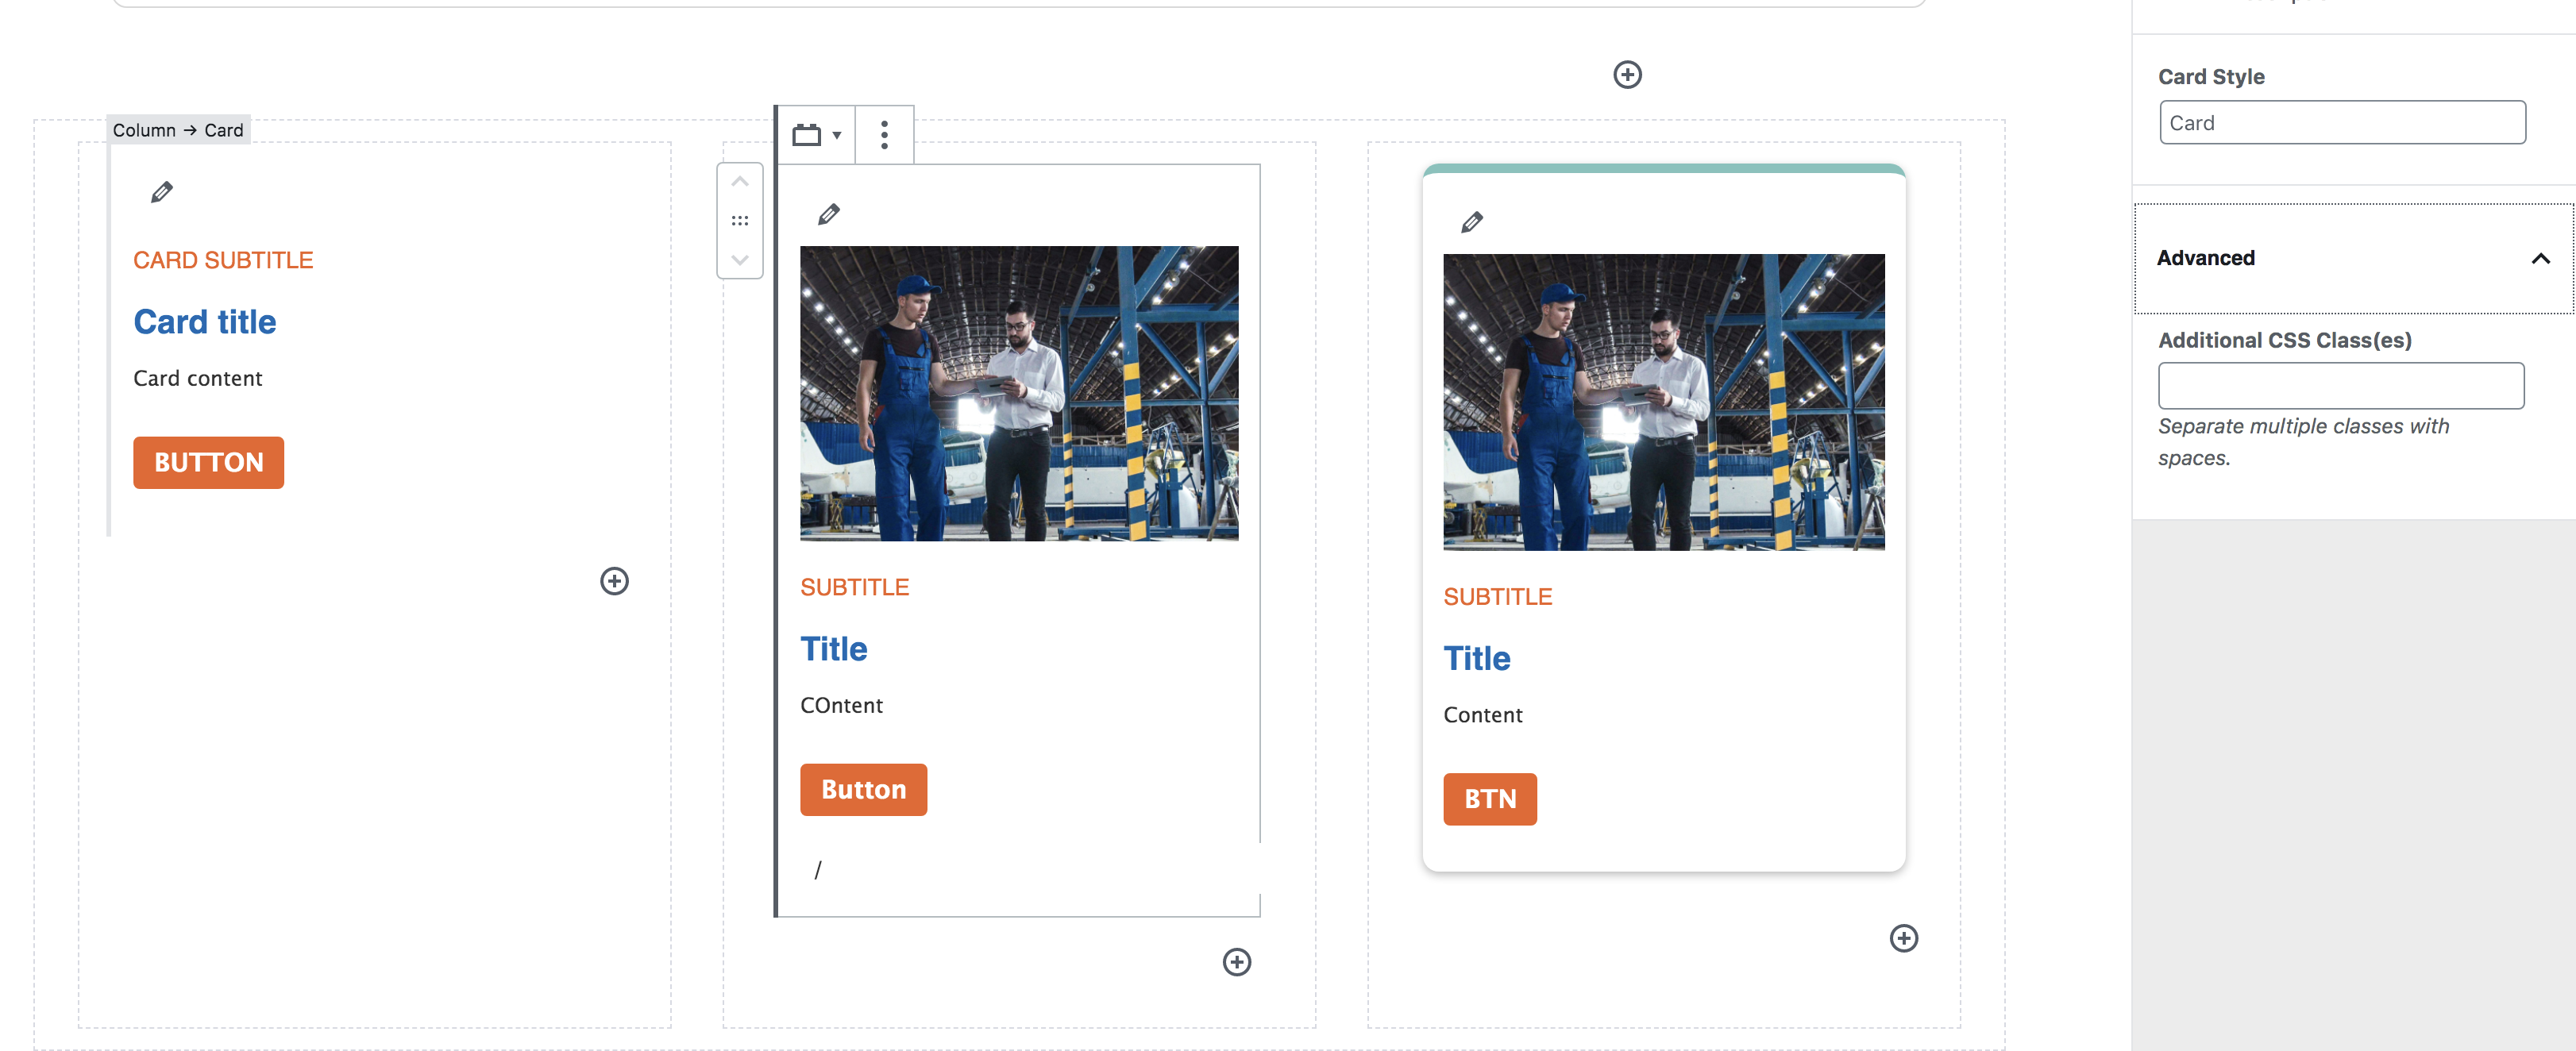 Column → Card
CARD SUBTITLE
Card title
Card content
BUTTON
SUBTITLE
Title
COntent
Button
/
SUBTITLE
Title
Content
BTN
Card Style
Card
Advanced
Additional CSS Class(es)
Separate multiple classes with
spaces.